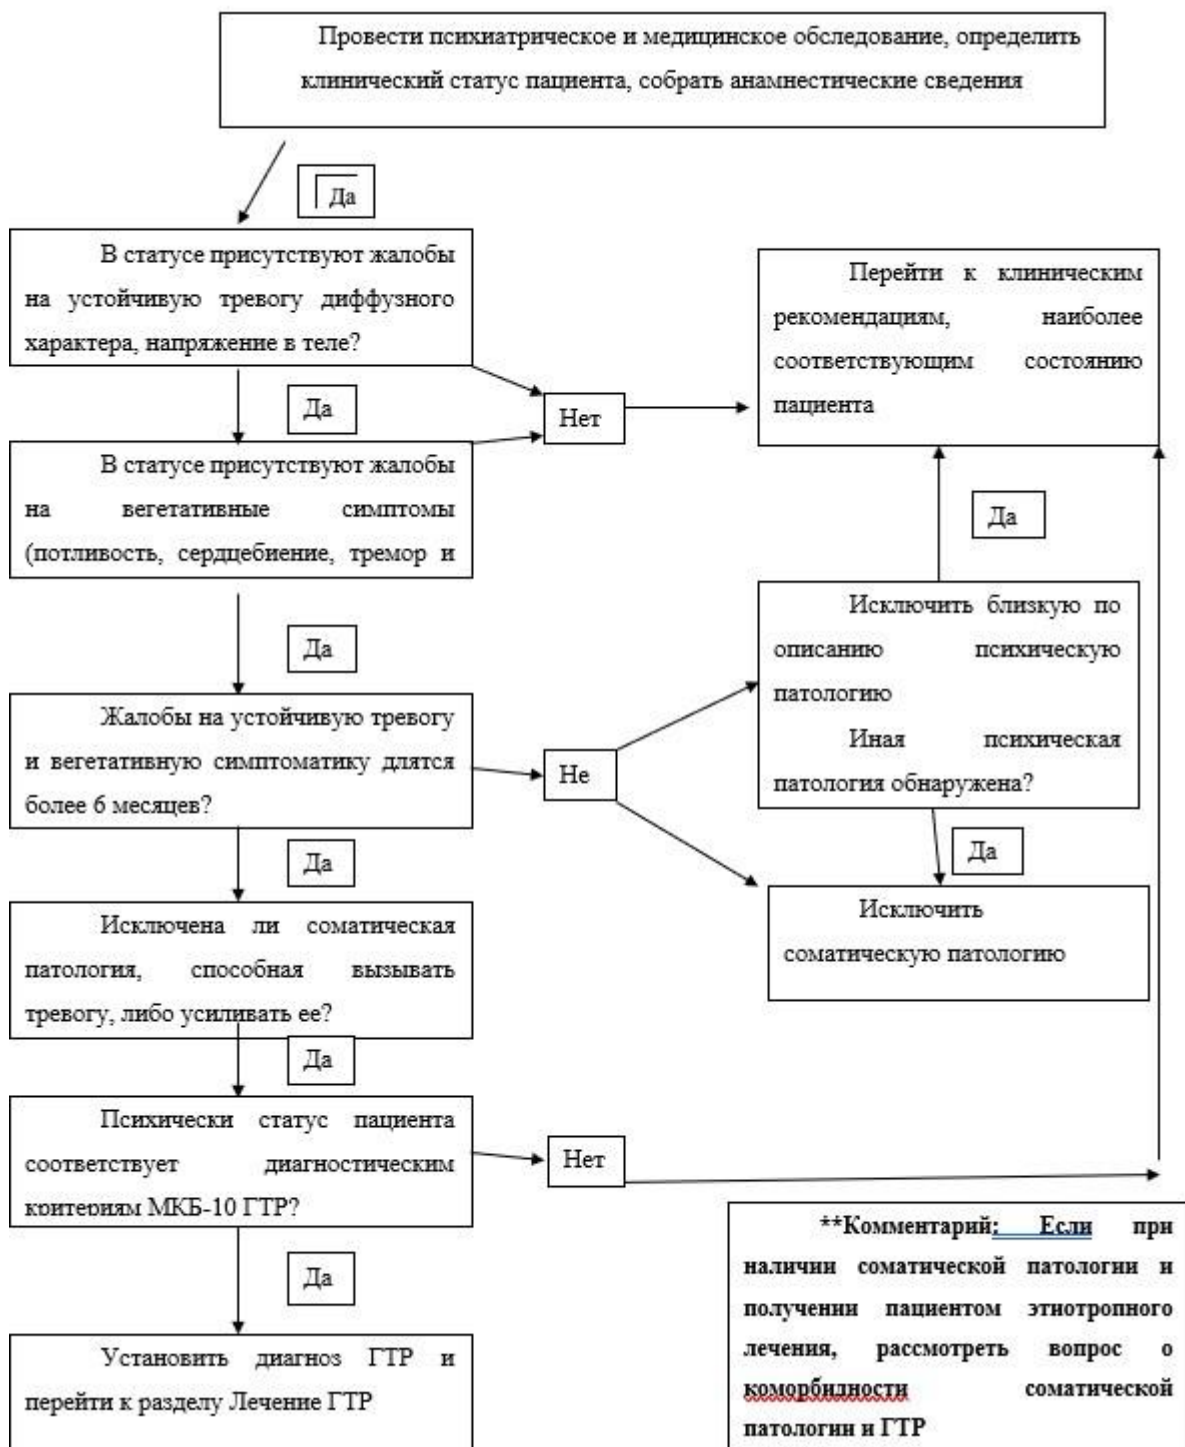 Провести психиатрическое и медицинское обследование, определить
клинический статус пациента, собрать анамнестические сведения
Да
В статусе присутствуют жалобы
на устойчивую тревогу диффузного
характера, напряжение в теле?
Да
Нет
Перейти к клиническим
рекомендациям, наиболее
соответствующим состоянию
пациента
В статусе присутствуют жалобы
на вегетативные симптомы
(потливость, сердцебиение, тремор и
Да
Да
Исключить близкую по
описанию психическую
патологию
Иная психическая
патология обнаружена?
Жалобы на устойчивую тревогу
и вегетативную симптоматику длятся
более 6 месяцев?
Не
Да
Да
Исключить
соматическую патологию
Исключена ли соматическая
патология, способная вызывать
тревогу, либо усиливать ее?
Да
Психически статус пациента
соответствует диагностическим
критериям МКБ-10 ГТР?
Нет
Да
Установить диагноз ГТР и
перейти к разделу Лечение ГТР
**Комментарий: Если при
наличии соматической патологии и
получении пациентом этиотропного
лечения, рассмотреть вопрос о
коморбидности соматической
патологии и ГТР